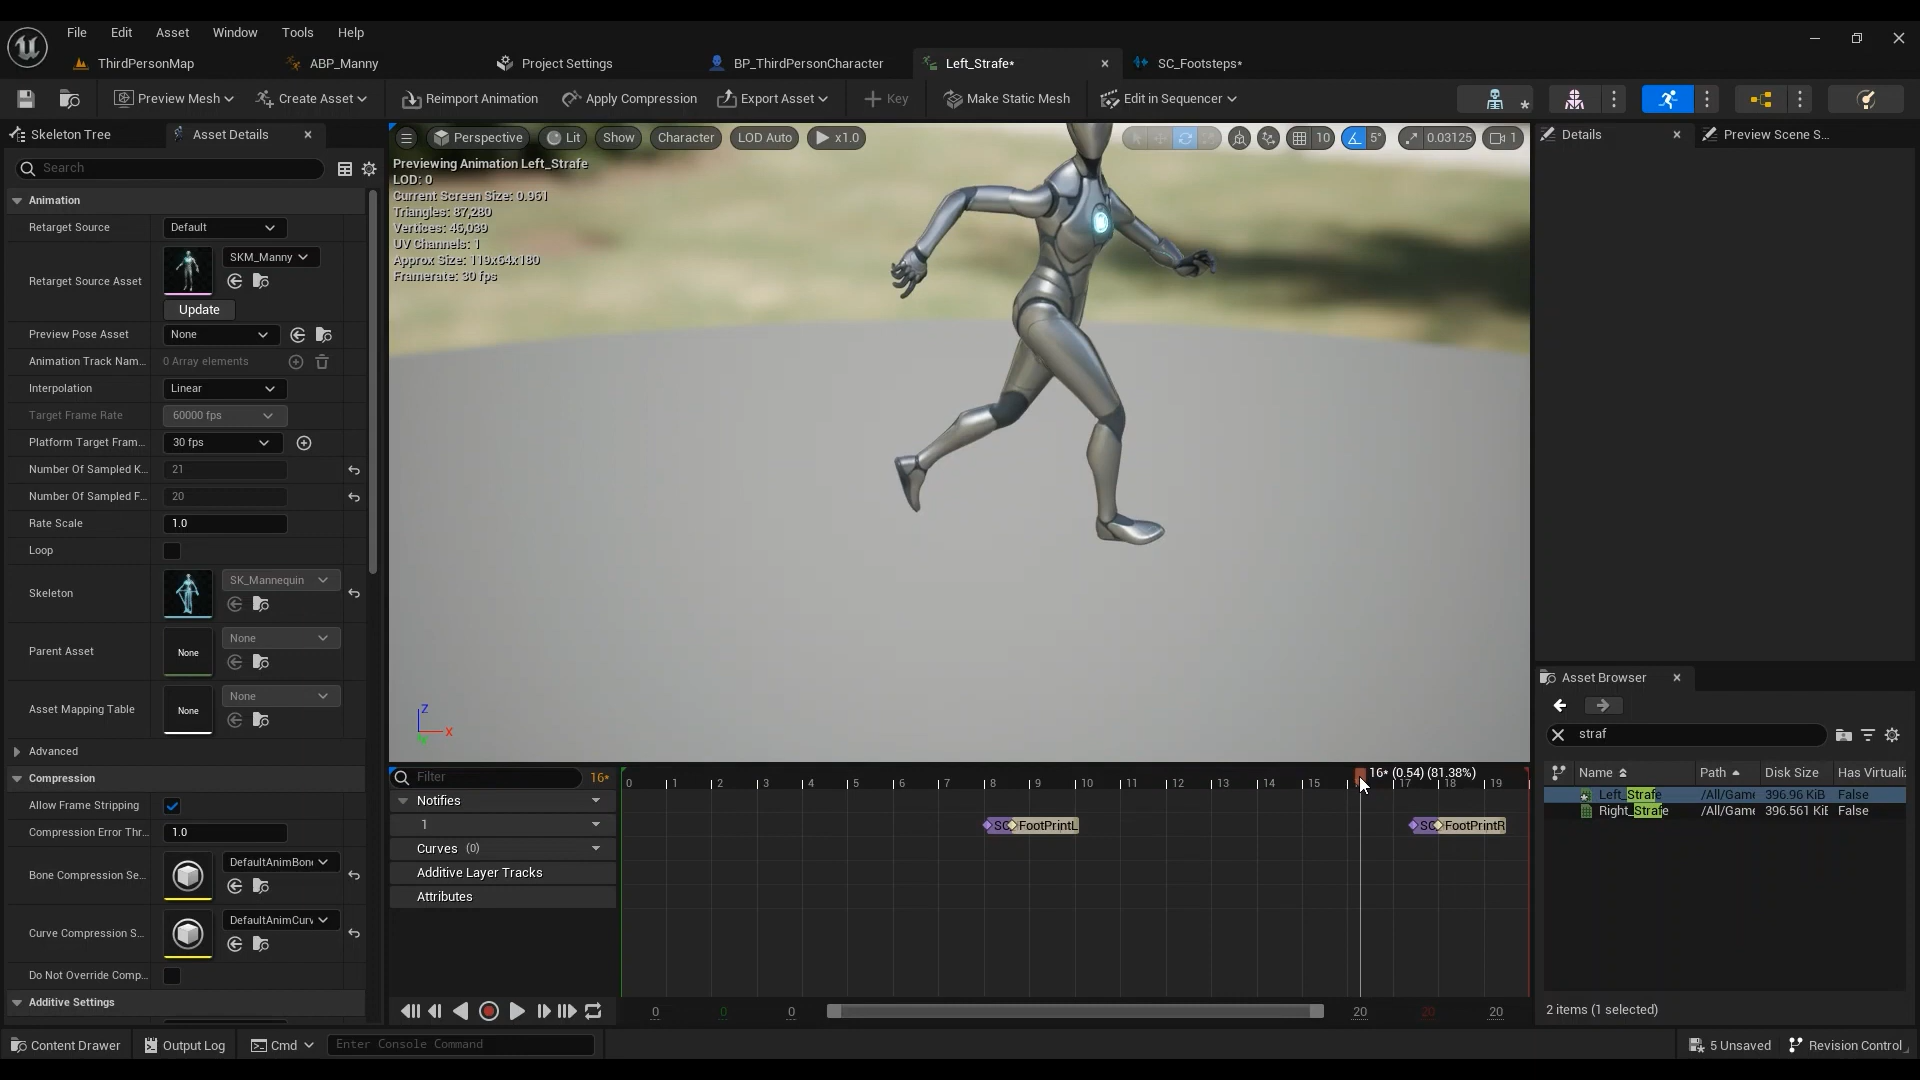 File Edit Asset Window Tools Help
ThirdPersonMap ABP_Manny Project Settings BP_ThirdPersonCharacter Left_Strafe* SC_Footsteps*
Preview Mesh Create Asset Reimport Animation Apply Compression Export Asset Key Make Static Mesh Edit in Sequencer
Skeleton Tree Asset Details
Search
Animation
Retarget Source Default
Retarget Source Asset SKM_Manny
Update
Preview Pose Asset None
Animation Track Nam... 0 Array elements
Interpolation Linear
Target Frame Rate 60000 fps
Platform Target Fram... 30 fps
Number Of Sampled K... 21
Number Of Sampled F... 20
Rate Scale 1.0
Loop
Skeleton SK_Mannequin
Parent Asset None None
Asset Mapping Table None None
Advanced
Compression
Allow Frame Stripping
Compression Error Thr... 1.0
Bone Compression Se... DefaultAnimBon
Curve Compression S... DefaultAnimCurv
Do Not Override Comp...
Additive Settings
Perspective Lit Show Character LOD Auto x1.0 10 5° 0.03125 1
Previewing Animation Left_Strafe
LOD: 0
Current Screen Size: 0.961
Triangles: 87,280
Vertices: 46,039
UV Channels: 1
Approx Size: 119x64x180
Framerate: 30 fps
Z
X
Filter 16* 16* (0.54) (81.38%)
0 1 2 3 4 5 6 7 8 9 10 11 12 13 14 15 17 18 19
Notifies
1 SC FootPrintL SC FootPrintR
Curves (0)
Additive Layer Tracks
Attributes
0 0 0 20 20 20
Details Preview Scene S...
Asset Browser
straf
Name Path Disk Size Has Virtuali
Left_Strafe /All/Game 396.96 KiB False
Right_Strafe /All/Game 396.561 KiE False
2 items (1 selected)
Content Drawer Output Log Cmd Enter Console Command 5 Unsaved Revision Control